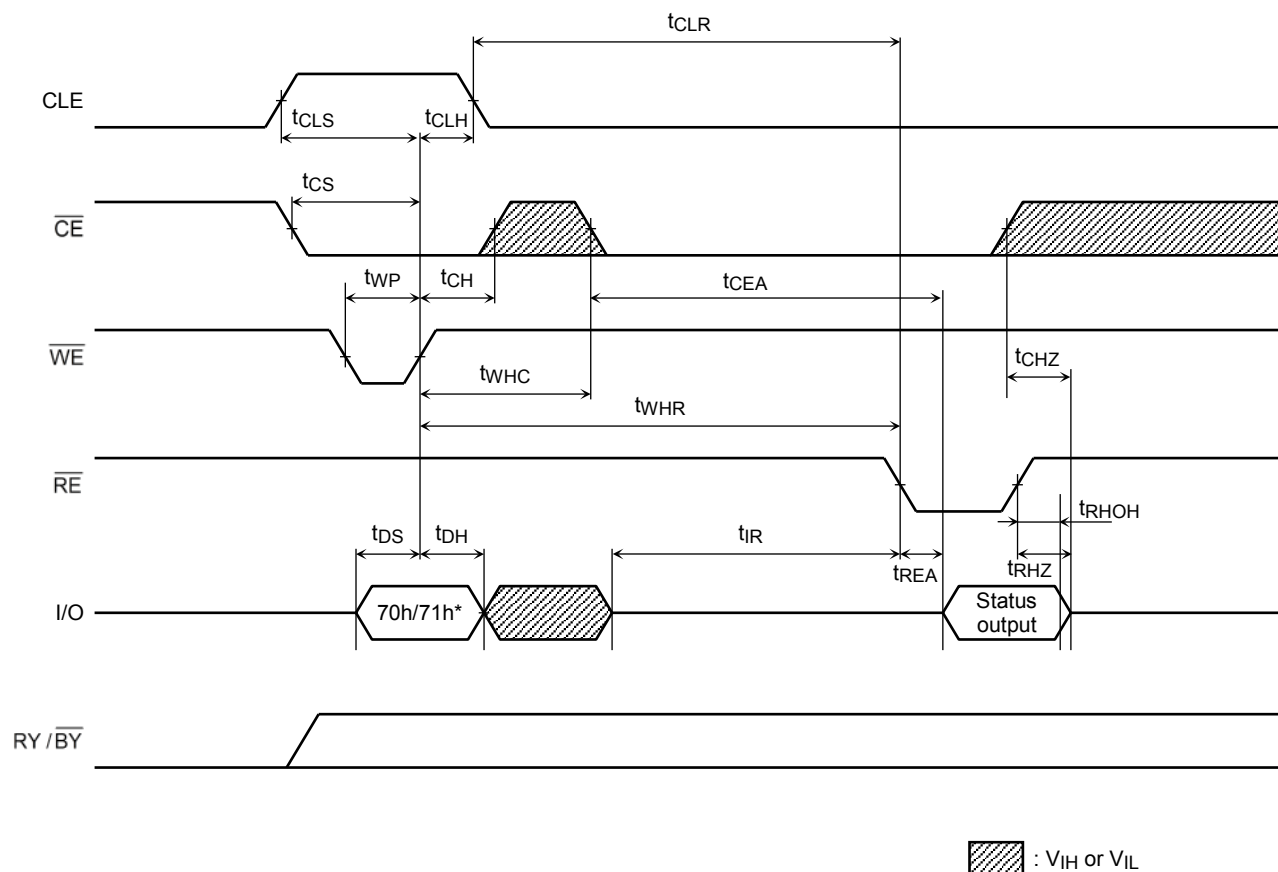 tCLR
CLE
tCLS
tCLH
tCS
CE
tWP
tCH
tCEA
WE
tCHZ
tWHC
tWHR
RE
tRHOH
tDS
tDH
tIR
tREA
tRHZ
I/O
70h/71h*
Status
output
RY / BY
: VIH or VIL